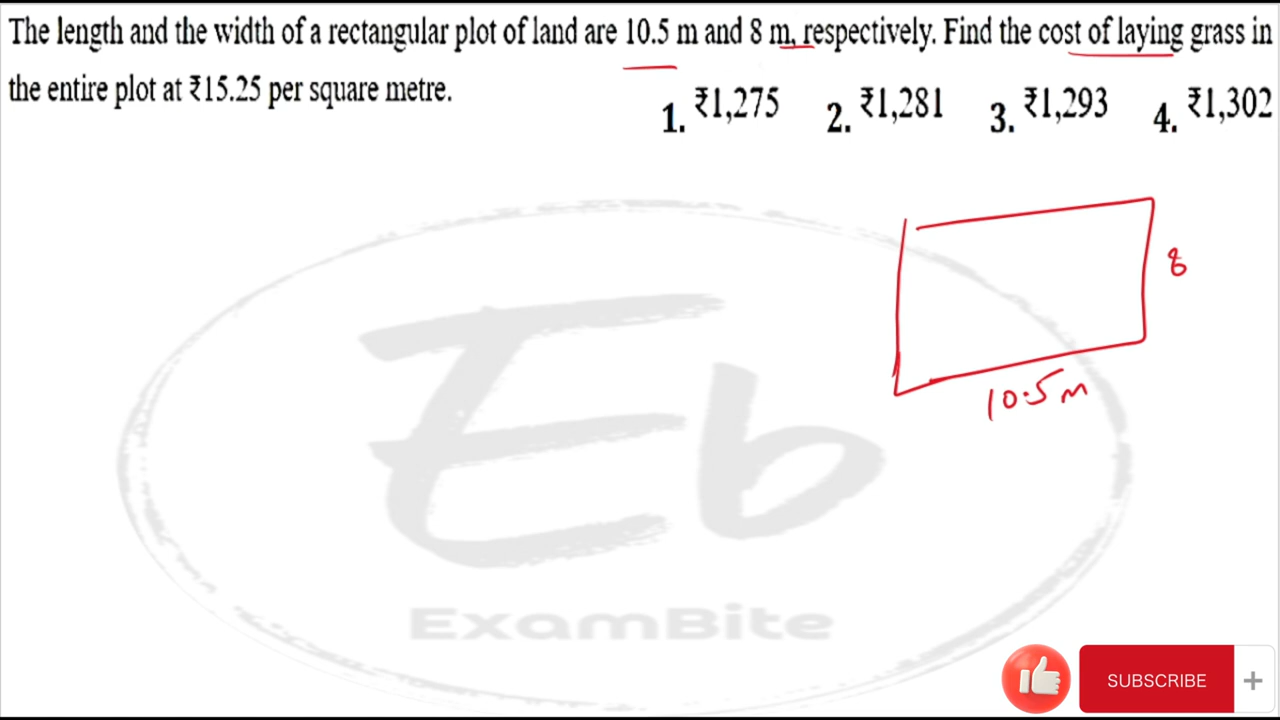 The length and the width of a rectangular plot of land are 10.5 m and 8 m, respectively. Find the cost of laying grass in
the entire plot at ₹15.25 per square metre.
1. ₹1,275 2. ₹1,281 3. ₹1,293 4. ₹1,302
8
10.5 m
Eb
ExamBite
SUBSCRIBE +